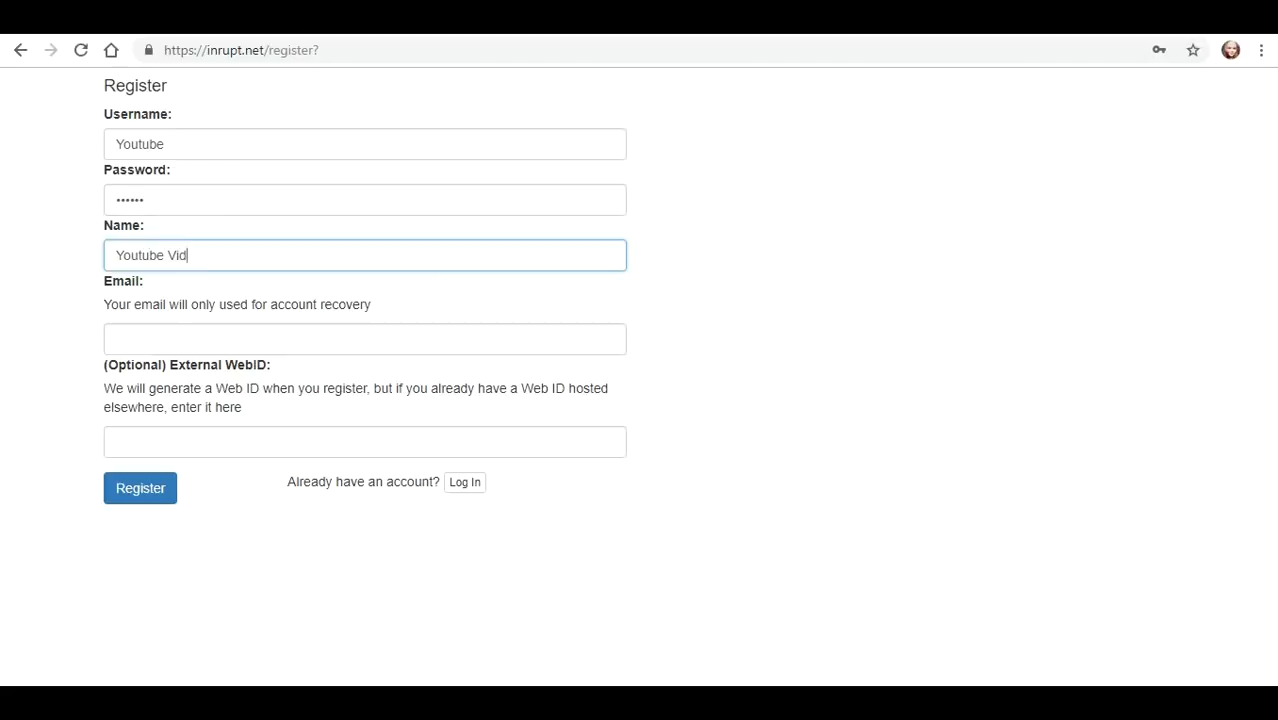 https://inrupt.net/register?
Register
Username:
Youtube
Password:
••••••
Name:
Youtube Vid
Email:
Your email will only used for account recovery
(Optional) External WebID:
We will generate a Web ID when you register, but if you already have a Web ID hosted
elsewhere, enter it here
Register
Already have an account? Log In